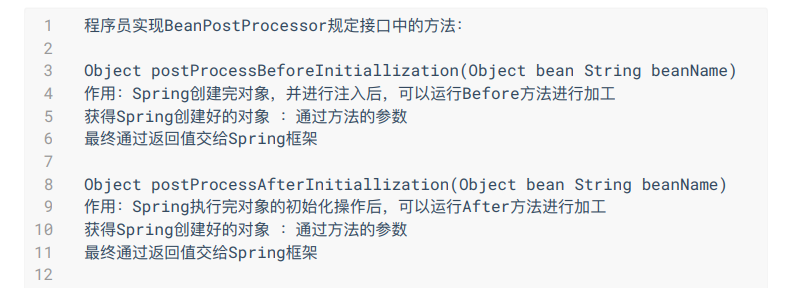 1 程序员实现BeanPostProcessor规定接口中的方法：
2
3 Object postProcessBeforeInitiallization(Object bean String beanName)
4 作用：Spring创建完对象，并进行注入后，可以运行Before方法进行加工
5 获得Spring创建好的对象 ：通过方法的参数
6 最终通过返回值交给Spring框架
7
8 Object postProcessAfterInitiallization(Object bean String beanName)
9 作用：Spring执行完对象的初始化操作后，可以运行After方法进行加工
10 获得Spring创建好的对象 ：通过方法的参数
11 最终通过返回值交给Spring框架
12